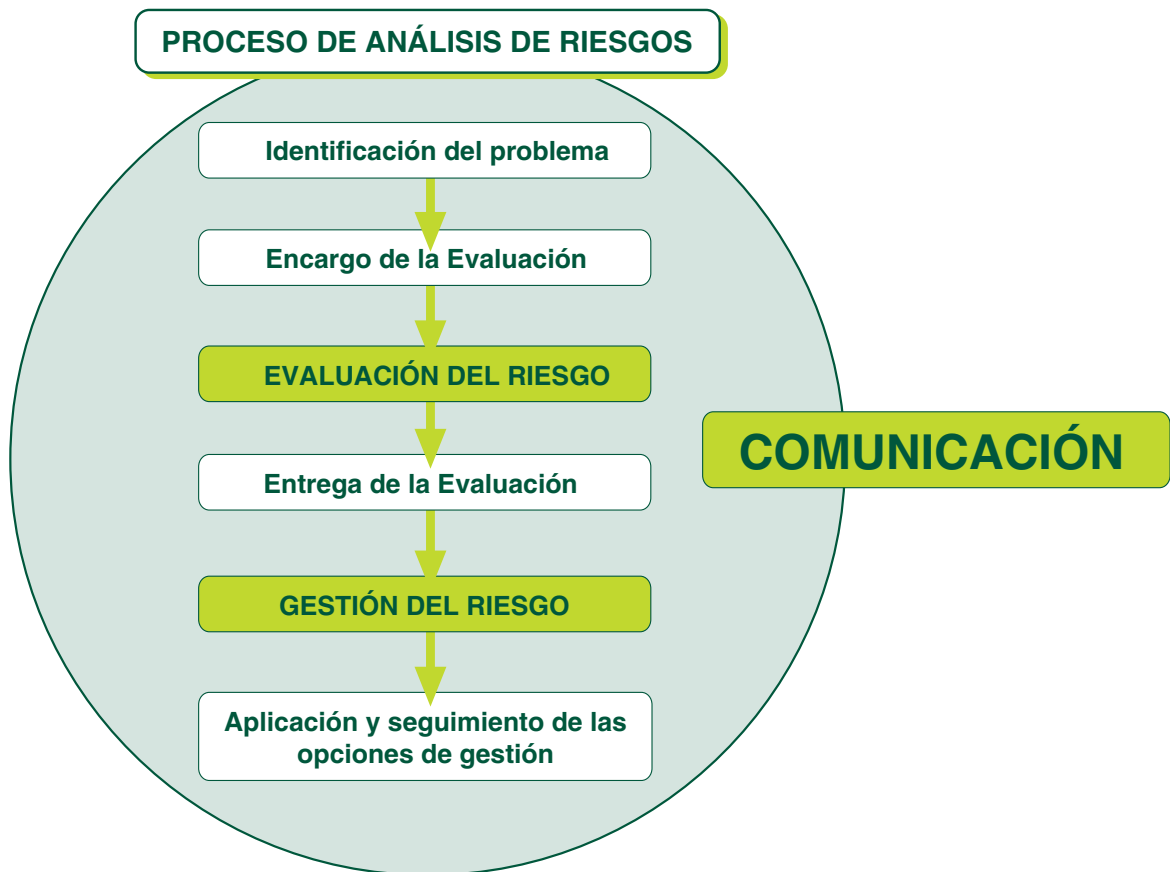 PROCESO DE ANÁLISIS DE RIESGOS
Identificación del problema
Encargo de la Evaluación
EVALUACIÓN DEL RIESGO
COMUNICACIÓN
Entrega de la Evaluación
GESTIÓN DEL RIESGO
Aplicación y seguimiento de las
opciones de gestión